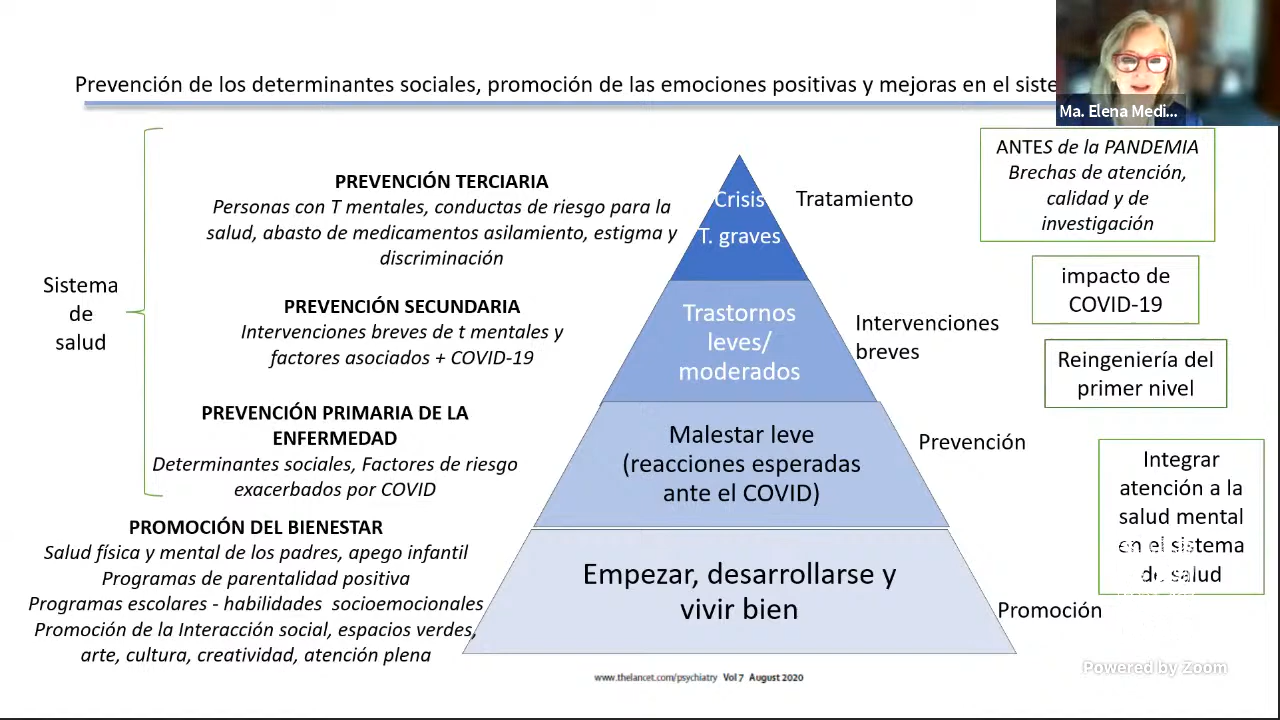 Prevención de los determinantes sociales, promoción de las emociones positivas y mejoras en el siste
Ma. Elena Medi...
Sistema
de
salud
PREVENCIÓN TERCIARIA
Personas con T mentales, conductas de riesgo para la
salud, abasto de medicamentos asilamiento, estigma y
discriminación
PREVENCIÓN SECUNDARIA
Intervenciones breves de t mentales y
factores asociados + COVID-19
PREVENCIÓN PRIMARIA DE LA
ENFERMEDAD
Determinantes sociales, Factores de riesgo
exacerbados por COVID
PROMOCIÓN DEL BIENESTAR
Salud física y mental de los padres, apego infantil
Programas de parentalidad positiva
Programas escolares - habilidades socioemocionales
Promoción de la Interacción social, espacios verdes,
arte, cultura, creatividad, atención plena
Crisis
T. graves
Trastornos
leves/
moderados
Malestar leve
(reacciones esperadas
ante el COVID)
Empezar, desarrollarse y
vivir bien
Tratamiento
Intervenciones
breves
Prevención
Promoción
ANTES de la PANDEMIA
Brechas de atención,
calidad y de
investigación
impacto de
COVID-19
Reingeniería del
primer nivel
Integrar
atención a la
salud mental
en el sistema
de salud
www.thelancet.com/psychiatry Vol 7 August 2020
Powered by Zoom